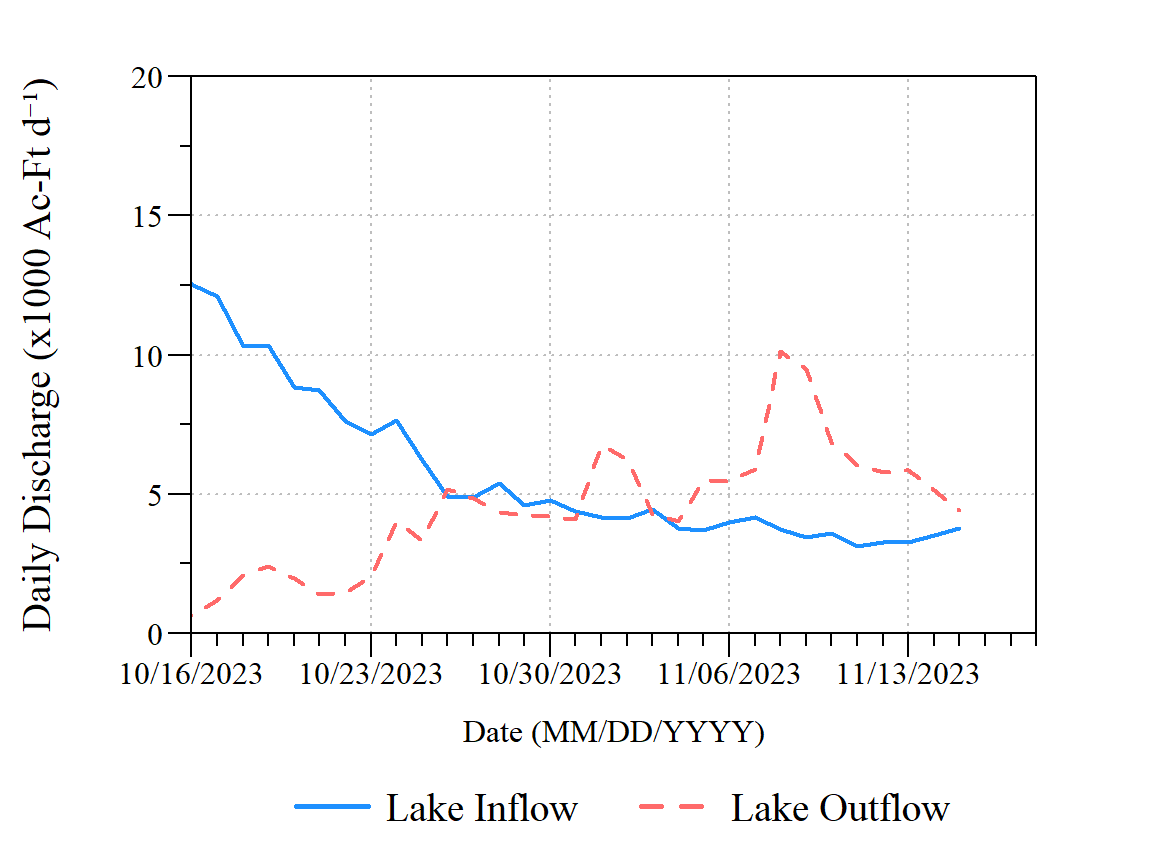 Daily Discharge (x1000 Ac-Ft d⁻¹)
20
15
10
5
0
10/16/2023 10/23/2023 10/30/2023 11/06/2023 11/13/2023
Date (MM/DD/YYYY)
Lake Inflow Lake Outflow